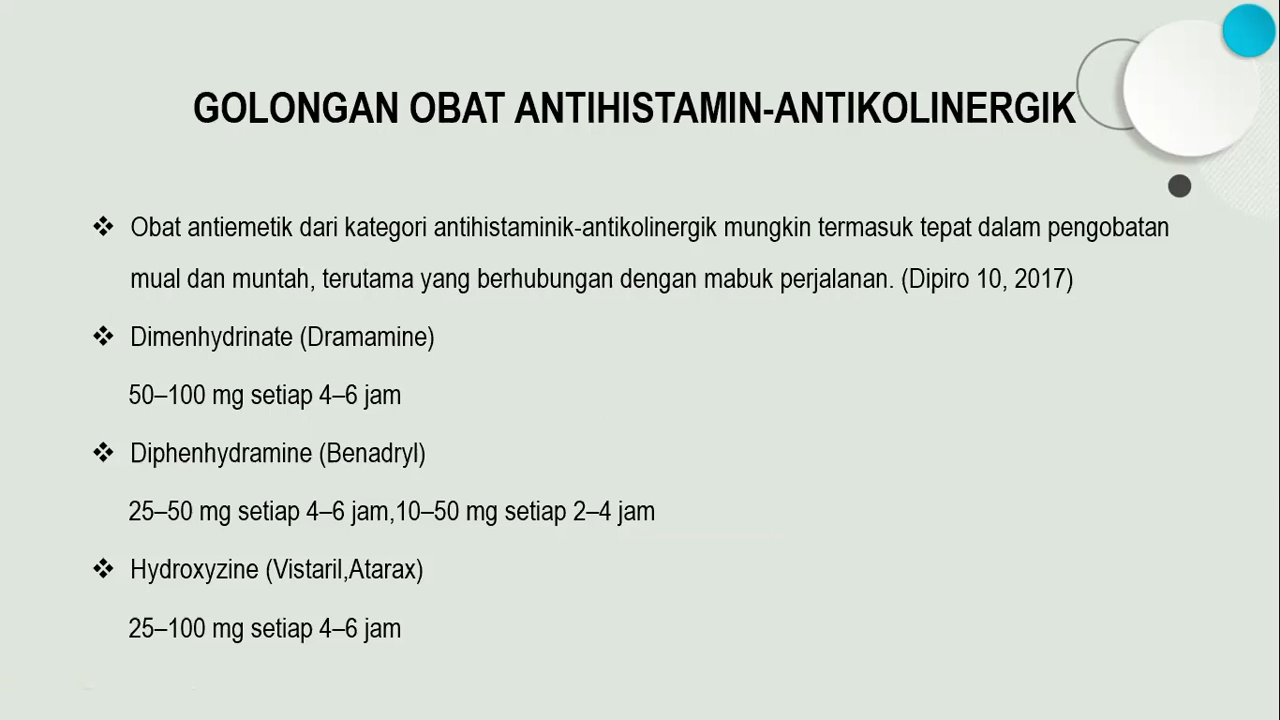 GOLONGAN OBAT ANTIHISTAMIN-ANTIKOLINERGIK
❖ Obat antiemetik dari kategori antihistaminik-antikolinergik mungkin termasuk tepat dalam pengobatan
mual dan muntah, terutama yang berhubungan dengan mabuk perjalanan. (Dipiro 10, 2017)
❖ Dimenhydrinate (Dramamine)
50–100 mg setiap 4–6 jam
❖ Diphenhydramine (Benadryl)
25–50 mg setiap 4–6 jam,10–50 mg setiap 2–4 jam
❖ Hydroxyzine (Vistaril,Atarax)
25–100 mg setiap 4–6 jam